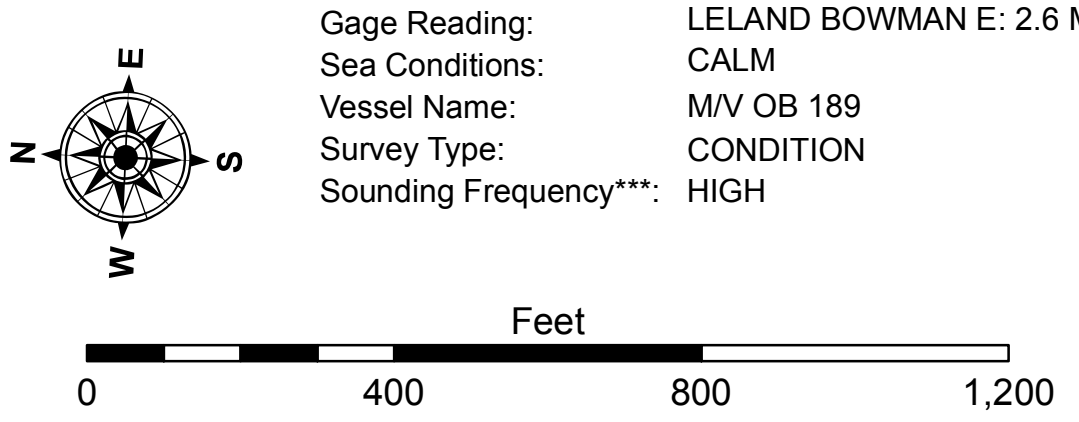 Gage Reading: LELAND BOWMAN E: 2.6
Sea Conditions: CALM
Vessel Name: M/V OB 189
Survey Type: CONDITION
Sounding Frequency***: HIGH
E
N
S
W
Feet
0 400 800 1,200